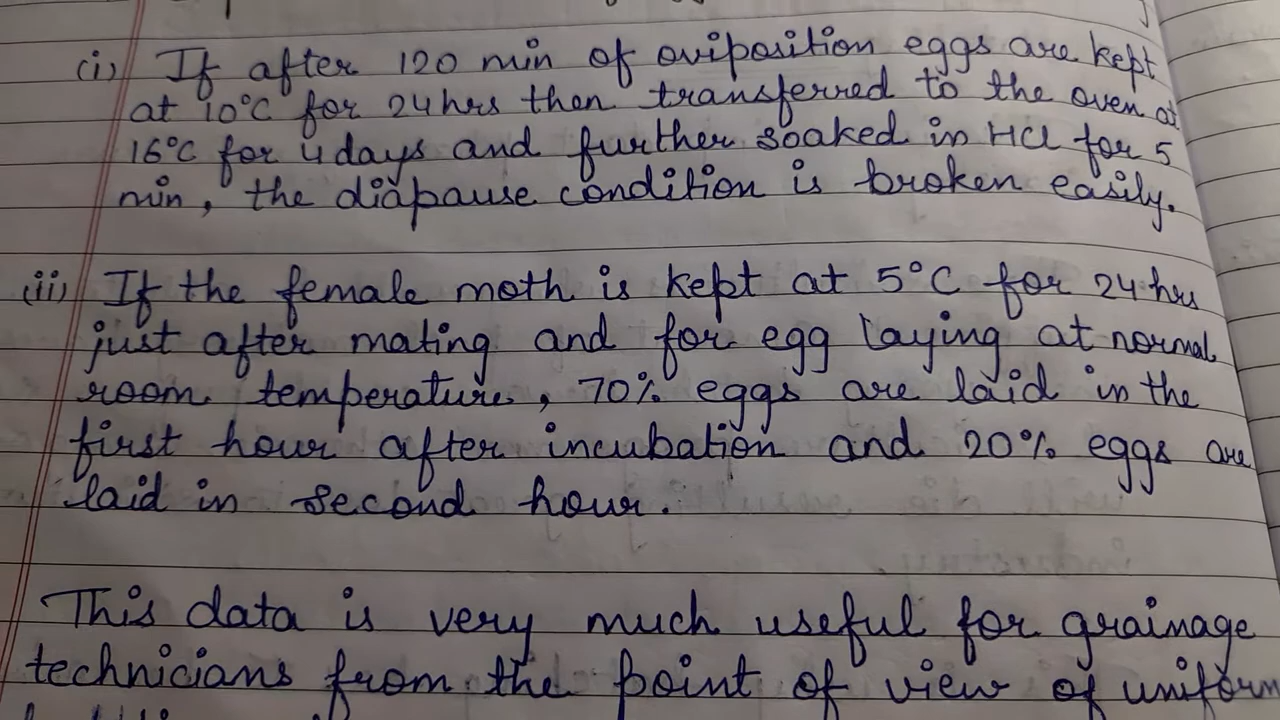 (i) If after 120 min of oviposition eggs are kept
at 10°C for 24hrs then transferred to the oven at
16°C for 4days and further soaked in HCl for 5
min, the diapause condition is broken easily.
(ii) If the female moth is kept at 5°C for 24 hrs
just after mating and for egg laying at normal
room temperature, 70% eggs are laid in the
first hour after incubation and 20% eggs are
laid in second hour.
This data is very much useful for grainage
technicians from the point of view of uniform